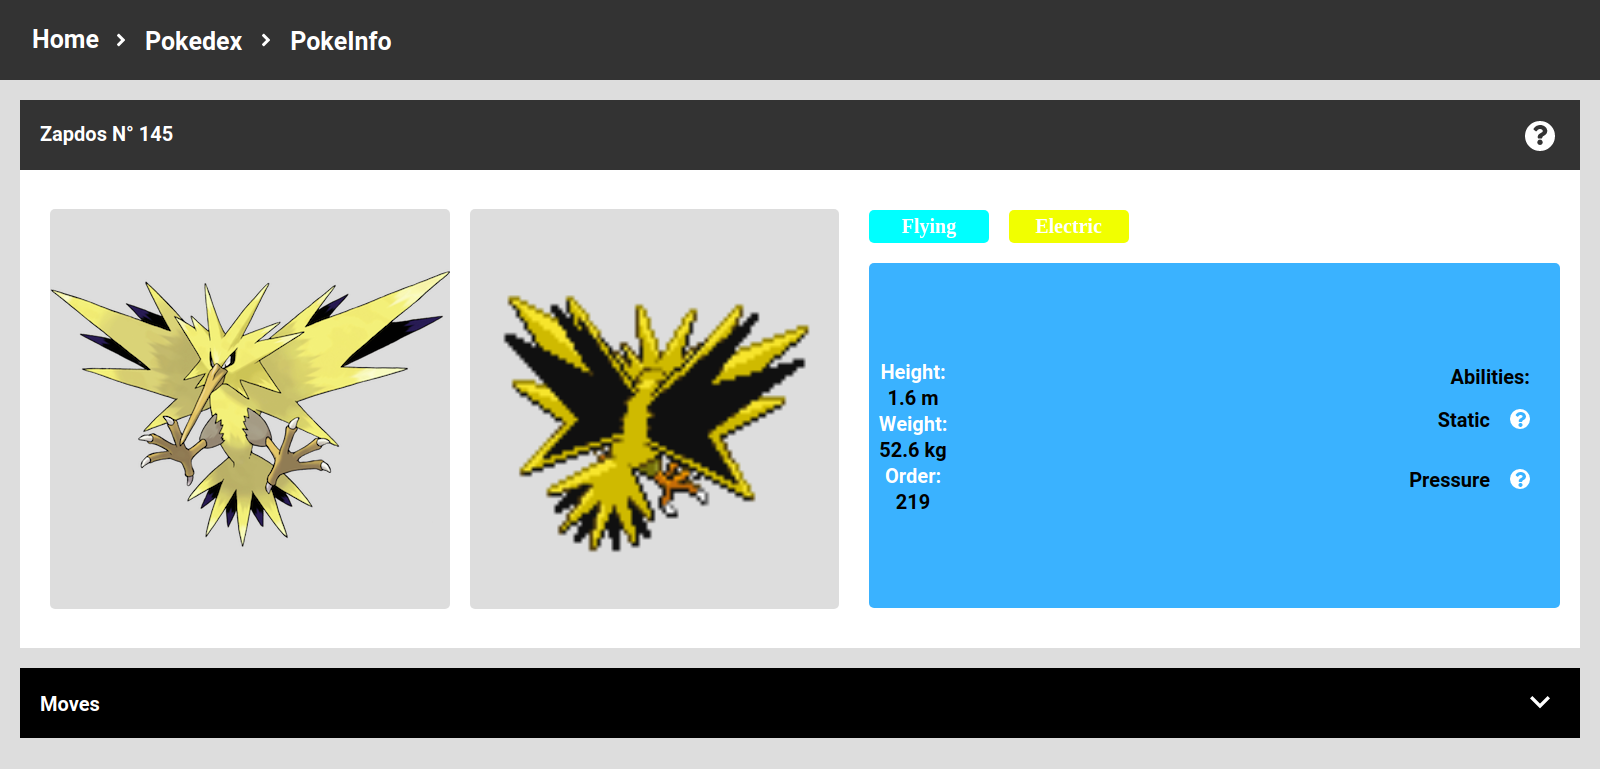 Home > Pokedex > PokeInfo
Zapdos N° 145
Flying Electric
Height:
1.6 m
Weight:
52.6 kg
Order:
219
Abilities:
Static
Pressure
Moves